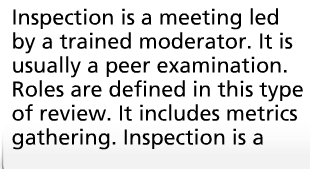 Inspection is a meeting led
by a trained moderator. It is
usually a peer examination.
Roles are defined in this type
of review. It includes metrics
gathering. Inspection is a